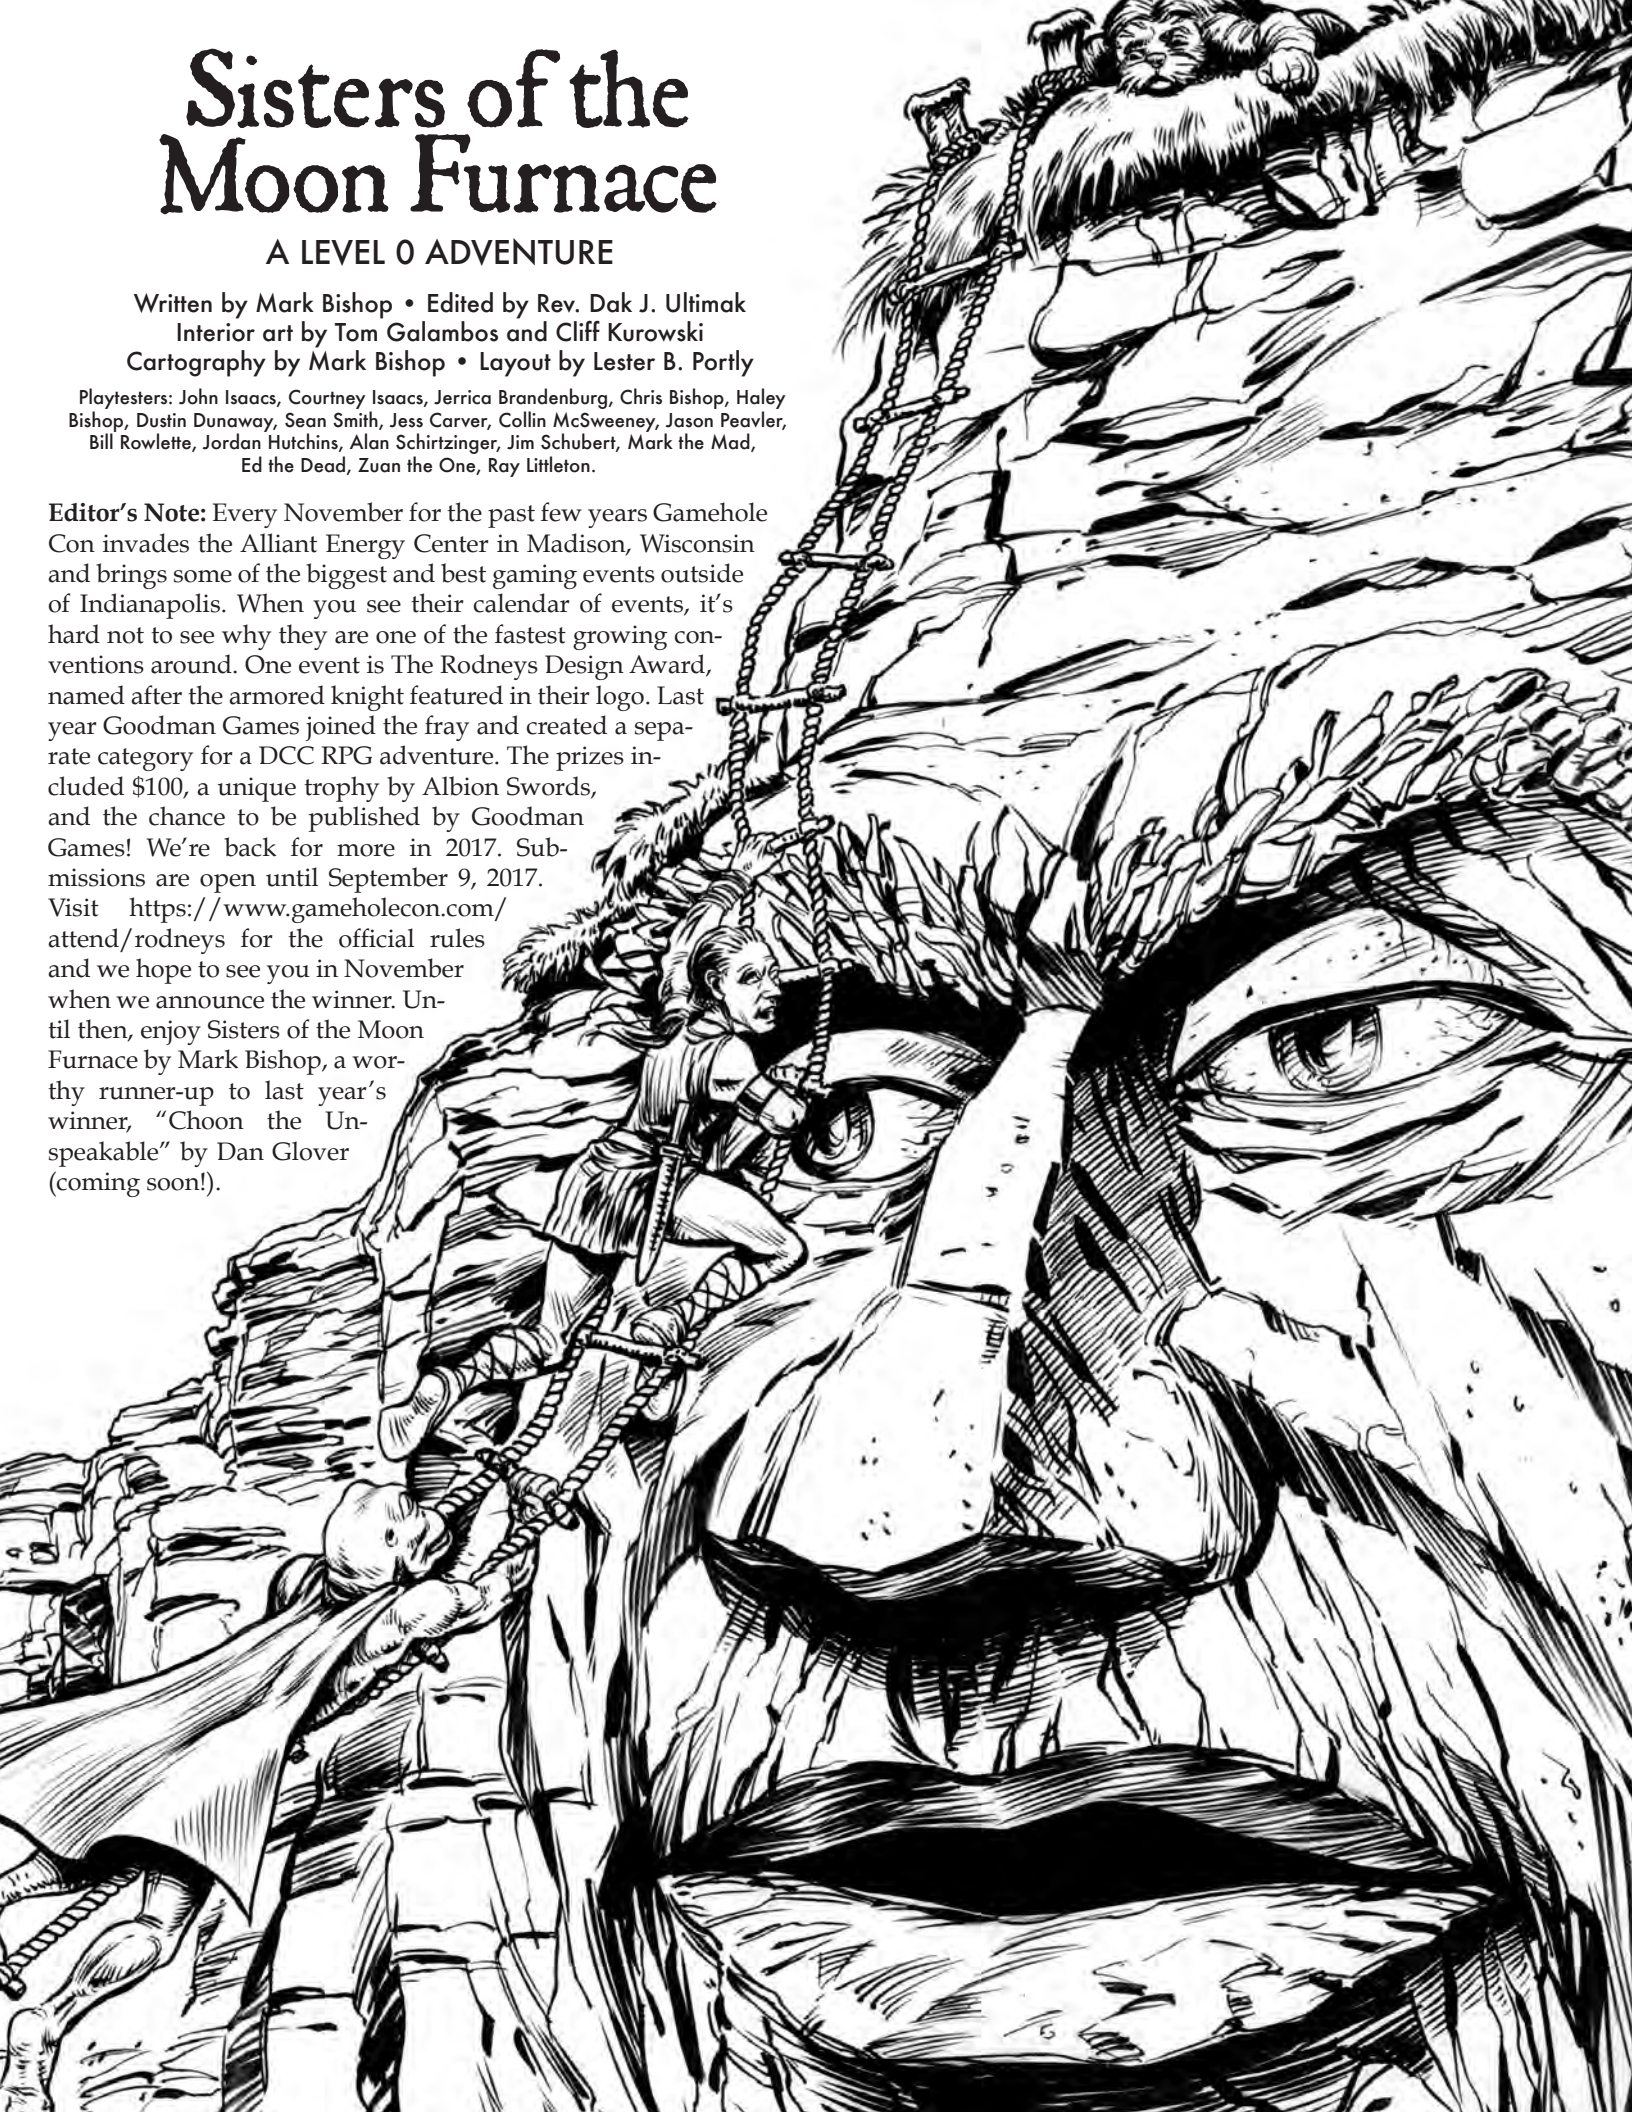 Sisters of the
Moon Furnace
A LEVEL 0 ADVENTURE
Written by Mark Bishop • Edited by Rev. Dak J. Ultimak
Interior art by Tom Galambos and Cliff Kurowski
Cartography by Mark Bishop • Layout by Lester B. Portly
Playtesters: John Isaacs, Courtney Isaacs, Jerrica Brandenburg, Chris Bishop, Haley
Bishop, Dustin Dunaway, Sean Smith, Jess Carver, Collin McSweeney, Jason Peavler,
Bill Rowlette, Jordan Hutchins, Alan Schirtzinger, Jim Schubert, Mark the Mad,
Ed the Dead, Zuan the One, Ray Littleton.
Editor's Note: Every November for the past few years Gamehole
Con invades the Alliant Energy Center in Madison, Wisconsin
and brings some of the biggest and best gaming events outside
of Indianapolis. When you see their calendar of events, it's
hard not to see why they are one of the fastest growing con-
ventions around. One event is The Rodneys Design Award,
named after the armored knight featured in their logo. Last
year Goodman Games joined the fray and created a sepa-
rate category for a DCC RPG adventure. The prizes in-
cluded $100, a unique trophy by Albion Swords,
and the chance to be published by Goodman
Games! We're back for more in 2017. Sub-
missions are open until September 9, 2017.
Visit https://www.gameholecon.com/
attend/rodneys for the official rules
and we hope to see you in November
when we announce the winner. Un-
til then, enjoy Sisters of the Moon
Furnace by Mark Bishop, a wor-
thy runner-up to last year's
winner, "Choon the Un-
speakable" by Dan Glover
(coming soon!).